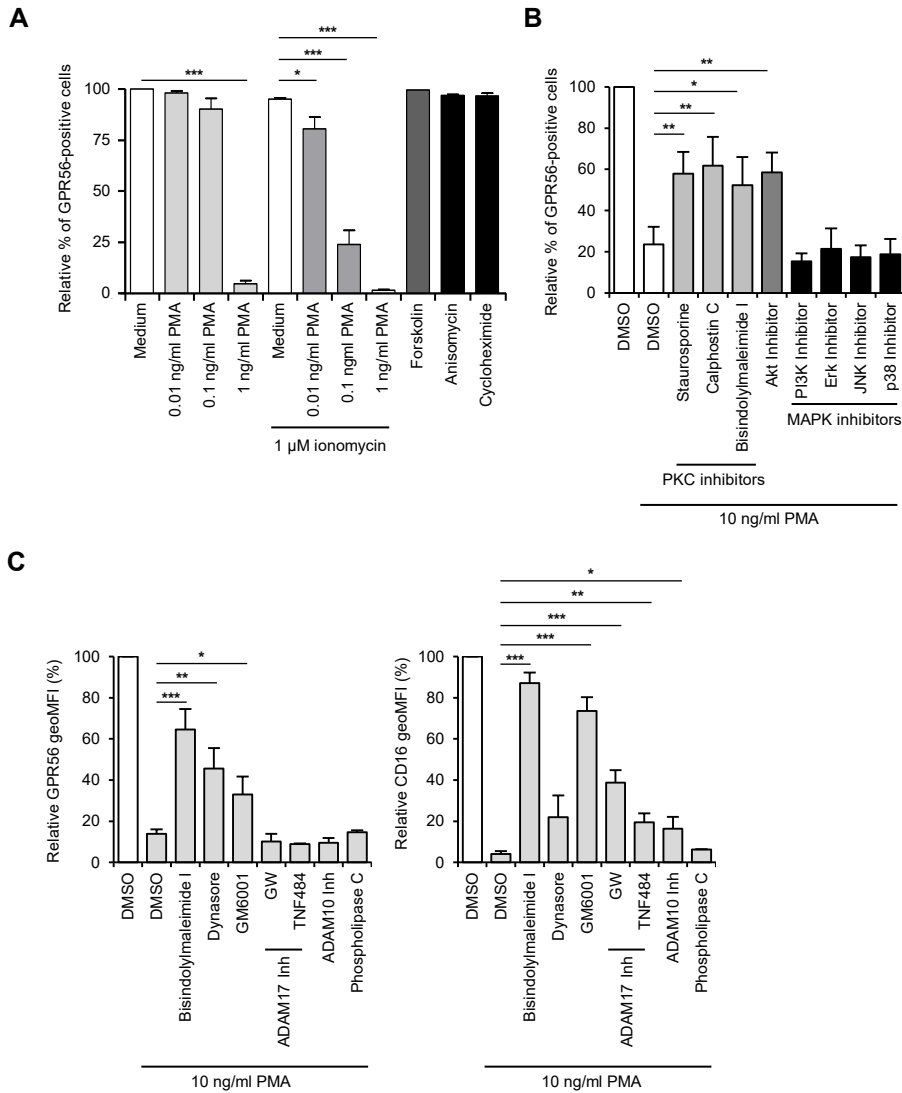 A
Relative % of GPR56-positive cells
100
75
50
25
0
***
***
***
*
Medium
0.01 ng/ml PMA
0.1 ng/ml PMA
1 ng/ml PMA
Medium
0.01 ng/ml PMA
0.1 ngml PMA
1 ng/ml PMA
Forskolin
Anisomycin
Cycloheximide
1 µM ionomycin
B
Relative % of GPR56-positive cells
100
80
60
40
20
0
**
*
**
**
DMSO
DMSO
Staurosporine
Calphostin C
Bisindolylmaleimide I
Akt Inhibitor
PI3K Inhibitor
Erk Inhibitor
JNK Inhibitor
p38 Inhibitor
MAPK inhibitors
PKC inhibitors
10 ng/ml PMA
C
Relative GPR56 geoMFI (%)
100
80
60
40
20
0
*
**
***
DMSO
DMSO
Bisindolylmaleimide I
Dynasore
GM6001
GW
TNF484
ADAM10 Inh
Phospholipase C
ADAM17 Inh
10 ng/ml PMA
Relative CD16 geoMFI (%)
100
80
60
40
20
0
*
**
***
***
***
DMSO
DMSO
Bisindolylmaleimide I
Dynasore
GM6001
GW
TNF484
ADAM10 Inh
Phospholipase C
ADAM17 Inh
10 ng/ml PMA